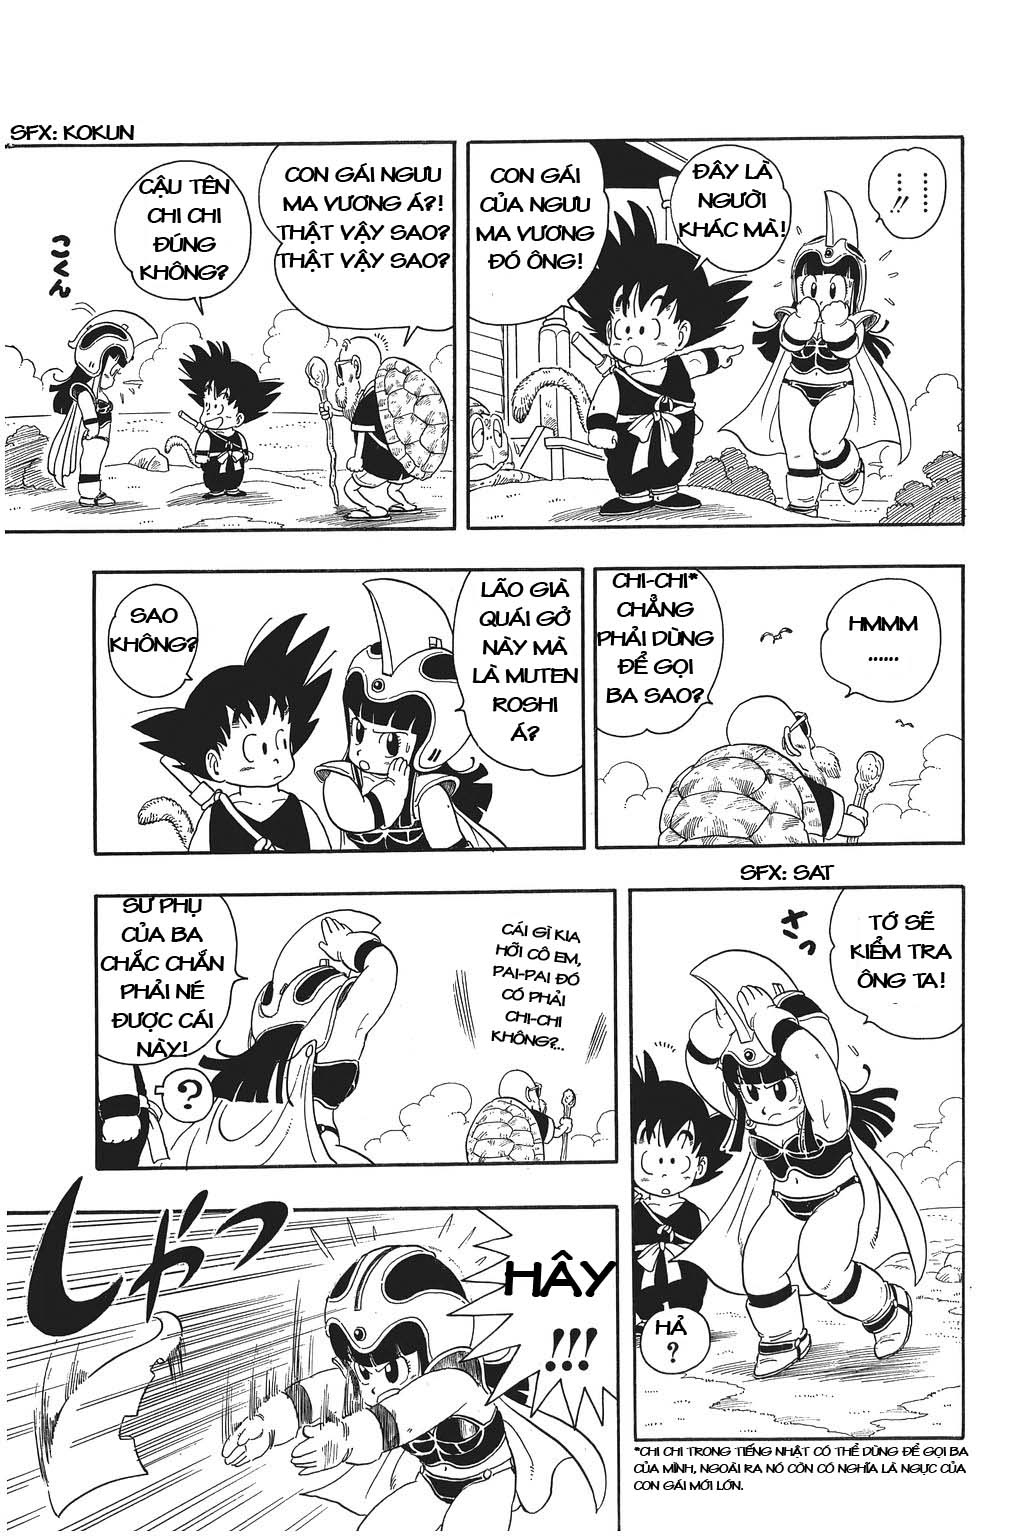 SFX: KOKUN
......
!!
ĐÂY LÀ
NGƯỜI
KHÁC MÀ!
CON GÁI
CỦA NGƯU
MA VƯƠNG
ĐÓ ÔNG!
CON GÁI NGƯU
MA VƯƠNG Á?!
THẬT VẬY SAO?
THẬT VẬY SAO?
CẬU TÊN
CHI CHI
ĐÚNG
KHÔNG?
こくん
HMMM
......
CHI-CHI*
CHẲNG
PHẢI DÙNG
ĐỂ GỌI
BA SAO?
LÃO GIÀ
QUÁI GỞ
NÀY MÀ
LÀ MUTEN
ROSHI
Á?
SAO
KHÔNG?
SFX: SAT
TỚ SẼ
KIỂM TRA
ÔNG TA!
さっ
HẢ
?
CÁI GÌ KIA
HỠI CÔ EM,
PAI-PAI ĐÓ
CÓ PHẢI
CHI-CHI
KHÔNG?...
SƯ PHỤ
CỦA BA
CHẮC CHẮN
PHẢI NÉ
ĐƯỢC CÁI
NÀY!
?
HÂY
!!!
しゃっ
*CHI CHI TRONG TIẾNG NHẬT CÓ THỂ DÙNG ĐỂ GỌI BA
CỦA MÌNH, NGOÀI RA NÓ CÒN CÓ NGHĨA LÀ NGỰC CỦA
CON GÁI MỚI LỚN.